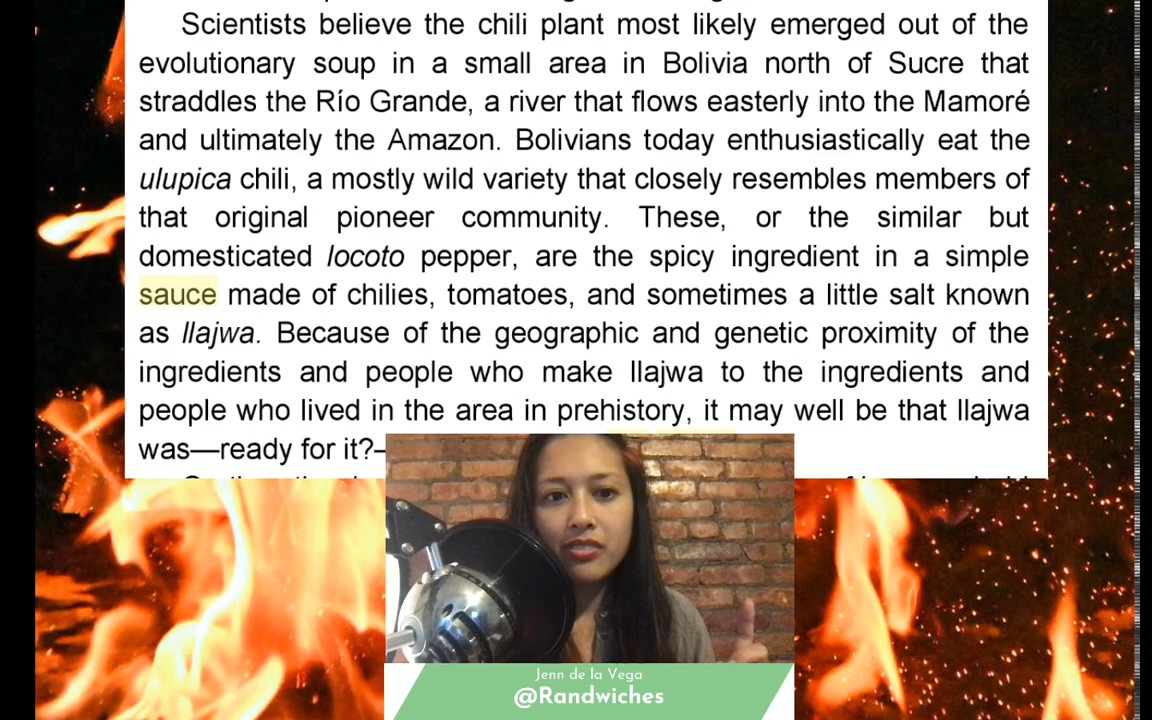 Scientists believe the chili plant most likely emerged out of the
evolutionary soup in a small area in Bolivia north of Sucre that
straddles the Río Grande, a river that flows easterly into the Mamoré
and ultimately the Amazon. Bolivians today enthusiastically eat the
ulupica chili, a mostly wild variety that closely resembles members of
that original pioneer community. These, or the similar but
domesticated locoto pepper, are the spicy ingredient in a simple
sauce made of chilies, tomatoes, and sometimes a little salt known
as llajwa. Because of the geographic and genetic proximity of the
ingredients and people who make llajwa to the ingredients and
people who lived in the area in prehistory, it may well be that llajwa
was—ready for it?—
Jenn de la Vega
@Randwiches